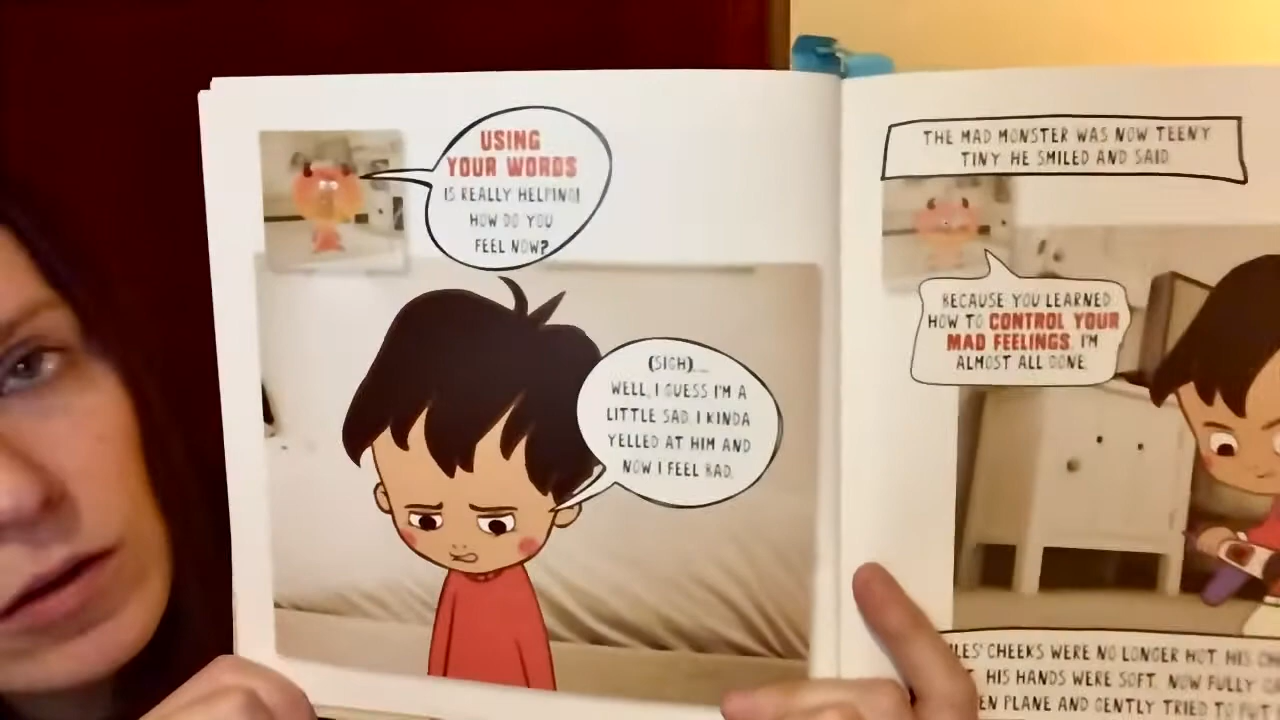 USING
YOUR WORDS
IS REALLY HELPING!
HOW DO YOU
FEEL NOW?
(SIGH)...
WELL, I GUESS I'M A
LITTLE SAD. I KINDA
YELLED AT HIM AND
NOW I FEEL BAD.
THE MAD MONSTER WAS NOW TEENY
TINY HE SMILED AND SAID
BECAUSE YOU LEARNED
HOW TO CONTROL YOUR
MAD FEELINGS, I'M
ALMOST ALL DONE.
CHEEKS WERE NO LONGER HOT. HIS
HIS HANDS WERE SOFT. NOW FULLY
PLANE AND GENTLY TRIED TO PUT